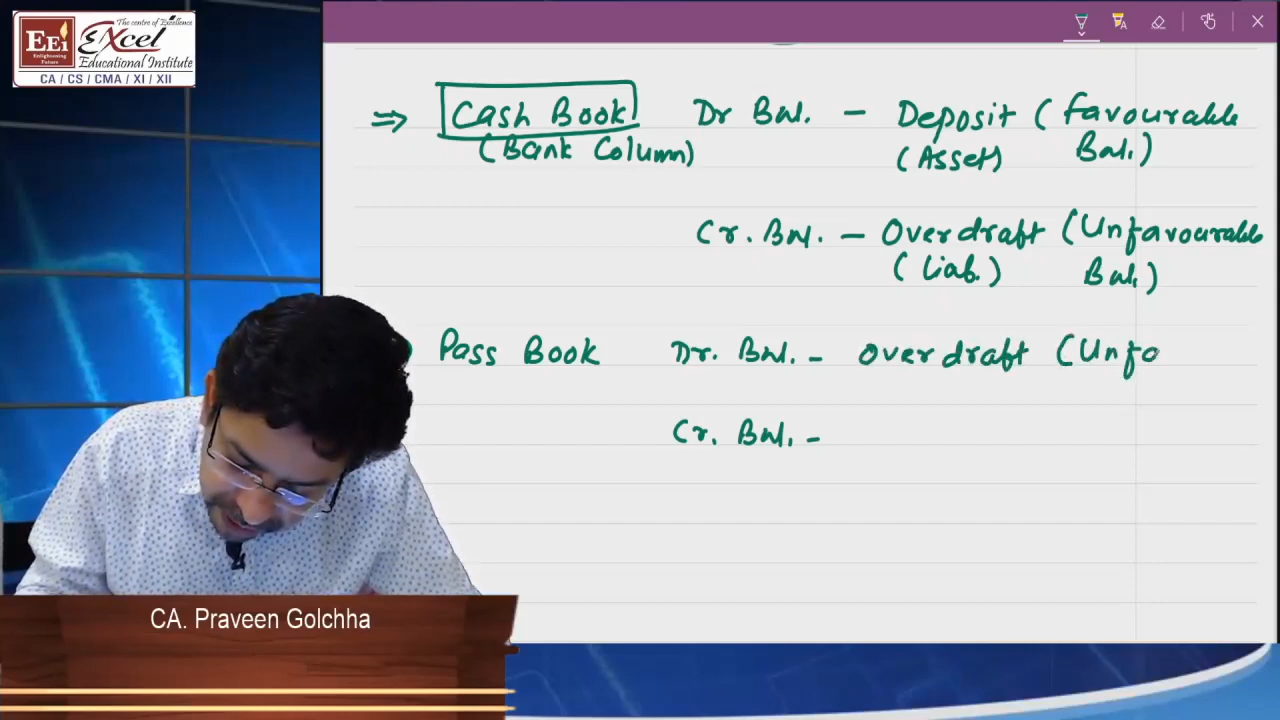 The centre of Excellence
EEi
Enlightening
Future
Excel
Educational Institute
CA / CS / CMA / XI / XII
⇒ Cash Book Dr Bal. - Deposit (Favourable
(Bank Column) (Asset) Bal.)
Cr. Bal. - Overdraft (Unfavourable
(Liab.) Bal.)
Pass Book Dr. Bal. - Overdraft (Unfa
Cr. Bal. -
CA. Praveen Golchha